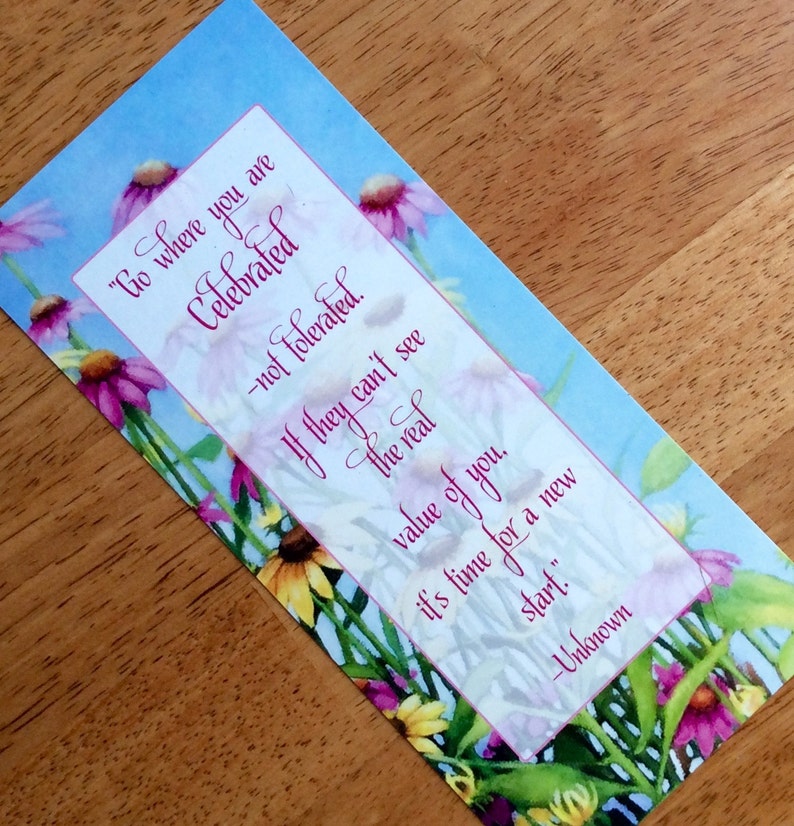 "Go where you are
Celebrated
-not tolerated.
If they can't see
the real
value of you,
it's time for a new
start."
-Unknown